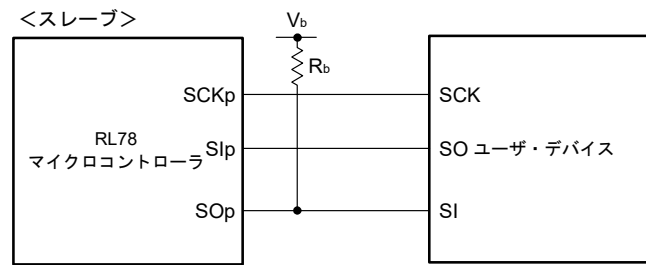 <スレーブ>
Vb
Rb
SCKp
SCK
RL78
マイクロコントローラ
SIp
SO ユーザ・デバイス
SOp
SI